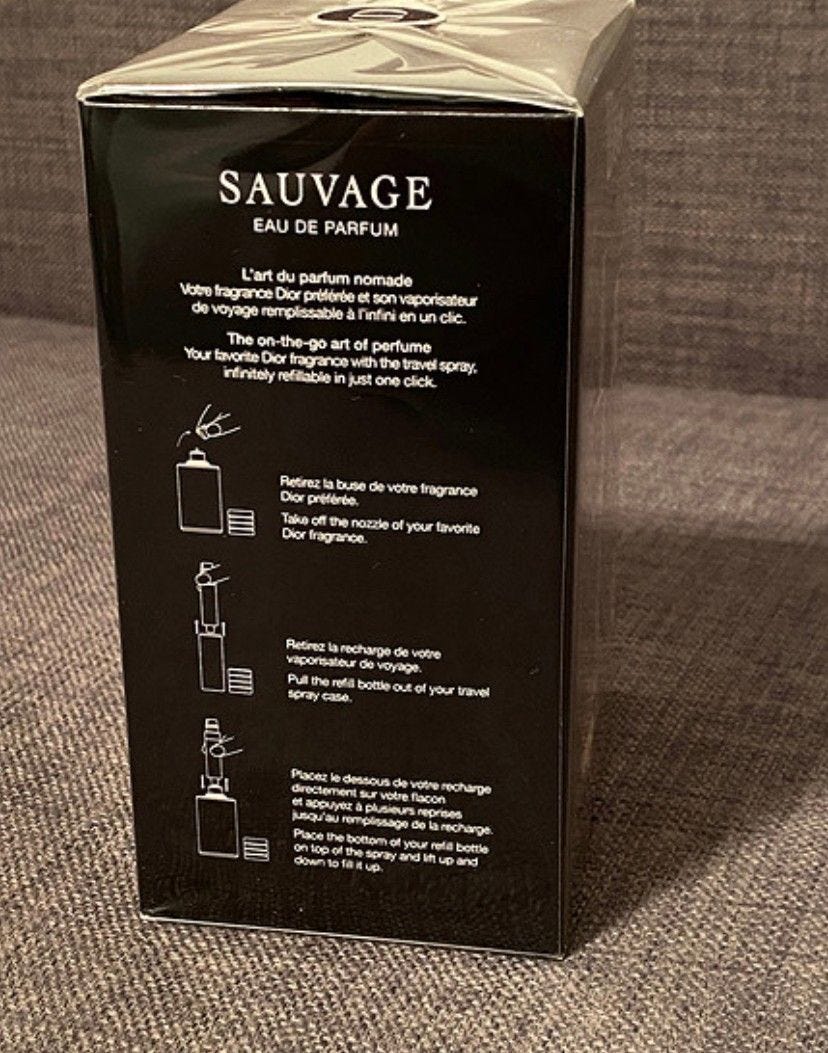 SAUVAGE
EAU DE PARFUM
L'art du parfum nomade
Votre fragrance Dior préférée et son vaporisateur
de voyage remplissable à l'infini en un clic.
The on-the-go art of perfume
Your favorite Dior fragrance with the travel spray,
infinitely refillable in just one click.
Retirez la buse de votre fragrance
Dior préférée.
Take off the nozzle of your favorite
Dior fragrance.
Retirez la recharge de votre
vaporisateur de voyage.
Pull the refill bottle out of your travel
spray case.
Placez le dessous de votre recharge
directement sur votre flacon
et appuyez à plusieurs reprises
jusqu'au remplissage de la recharge.
Place the bottom of your refill bottle
on top of the spray and lift up and
down to fill it up.